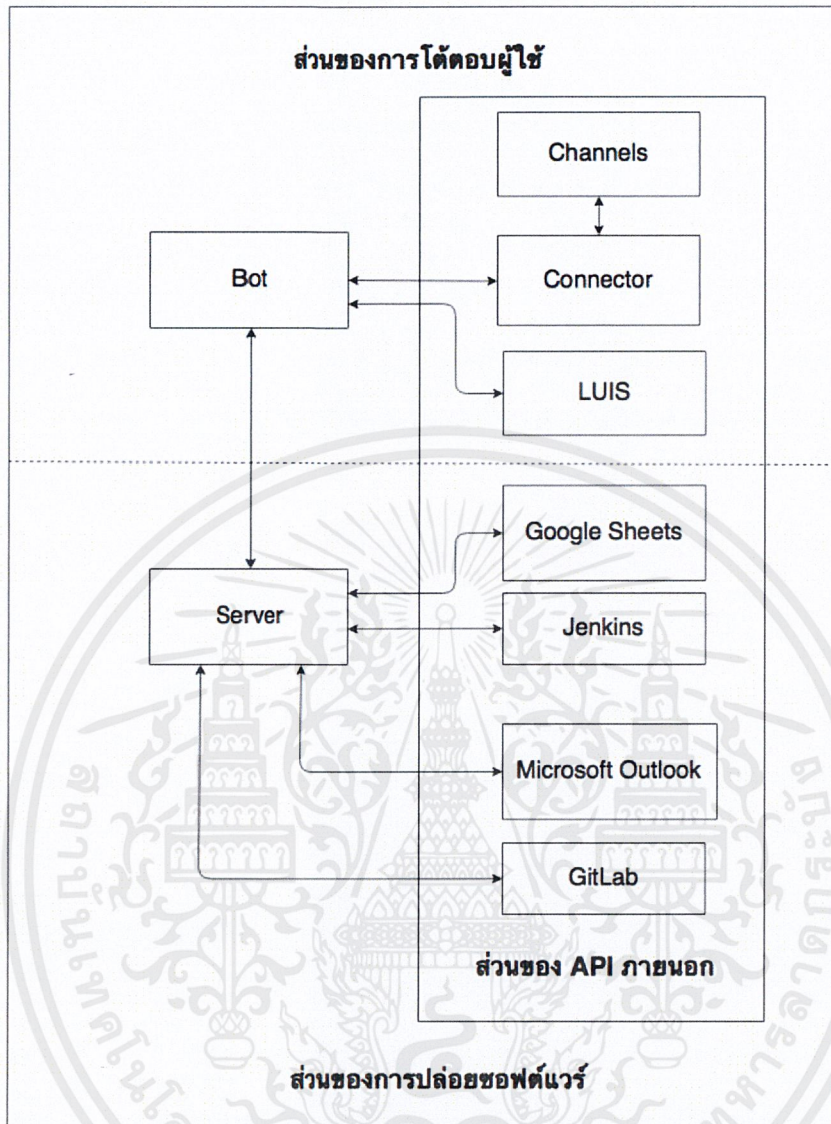 ส่วนของการโต้ตอบผู้ใช้
Channels
Bot
Connector
LUIS
Google Sheets
Server
Jenkins
Microsoft Outlook
GitLab
ส่วนของ API ภายนอก
ส่วนของการปล่อยซอฟต์แวร์